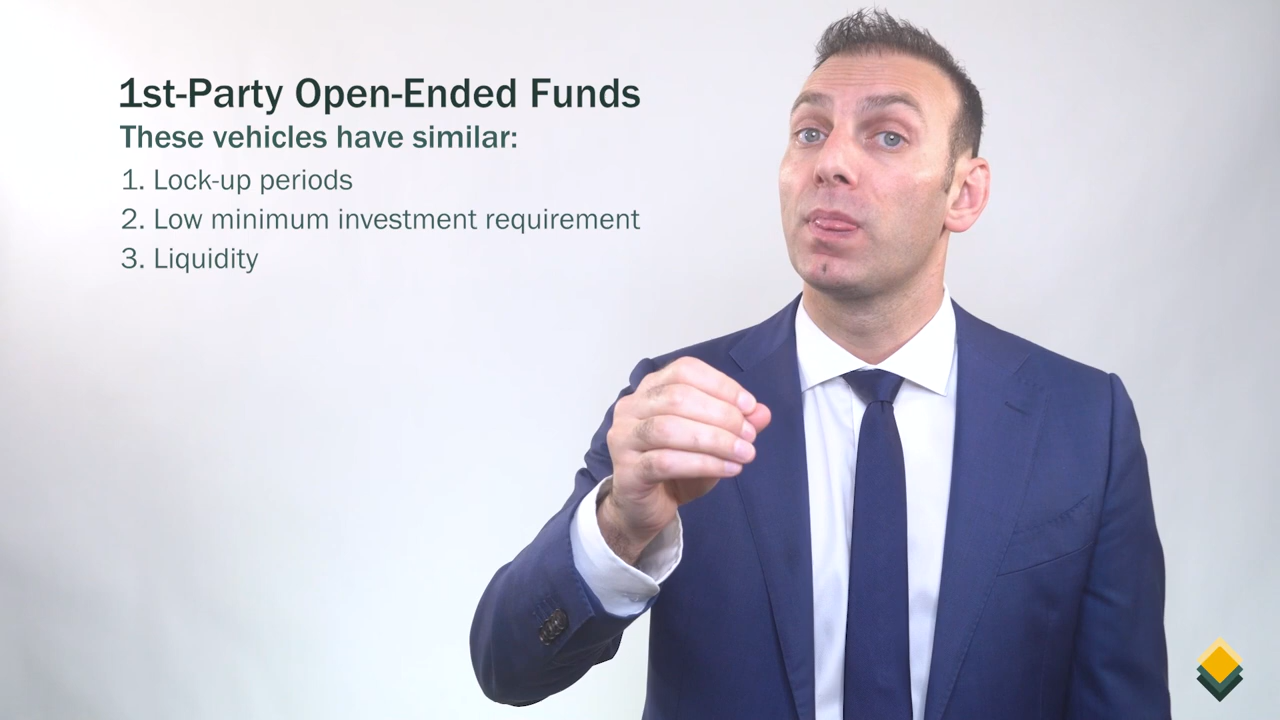 1st-Party Open-Ended Funds
These vehicles have similar:
1. Lock-up periods
2. Low minimum investment requirement
3. Liquidity